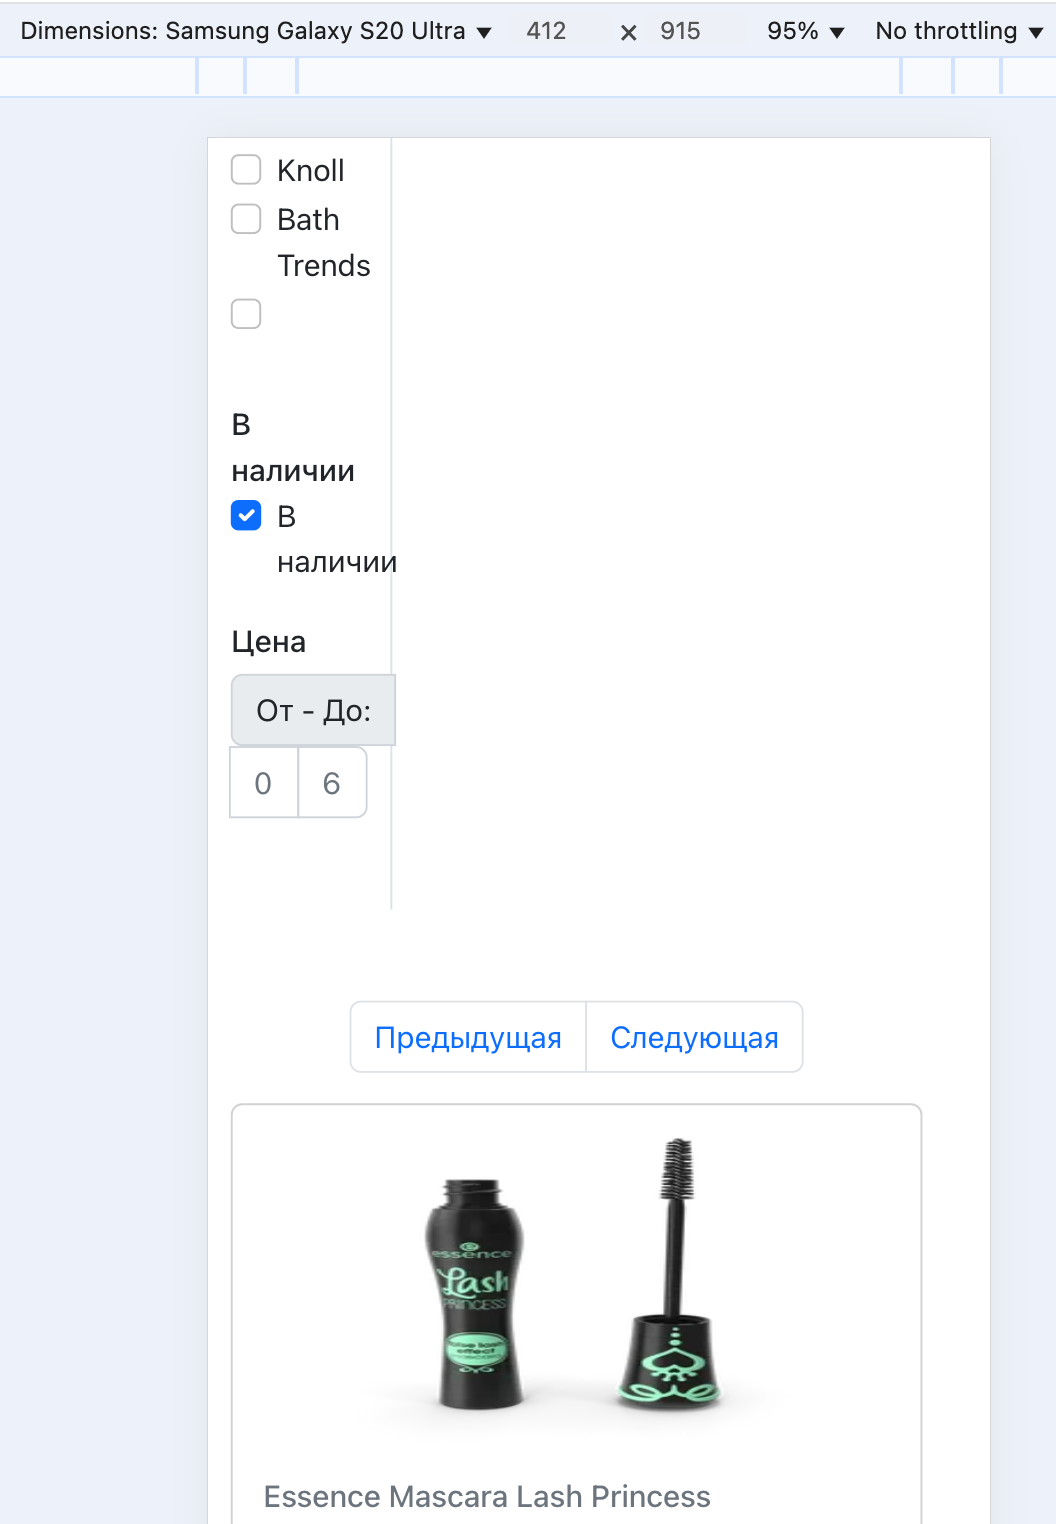 Dimensions: Samsung Galaxy S20 Ultra ▼ 412 × 915 95% ▼ No throttling ▼
Knoll
Bath
Trends
В
наличии
В
наличии
Цена
От - До:
0 6
Предыдущая Следующая
essence
Lash
PRINCESS
effect
Essence Mascara Lash Princess